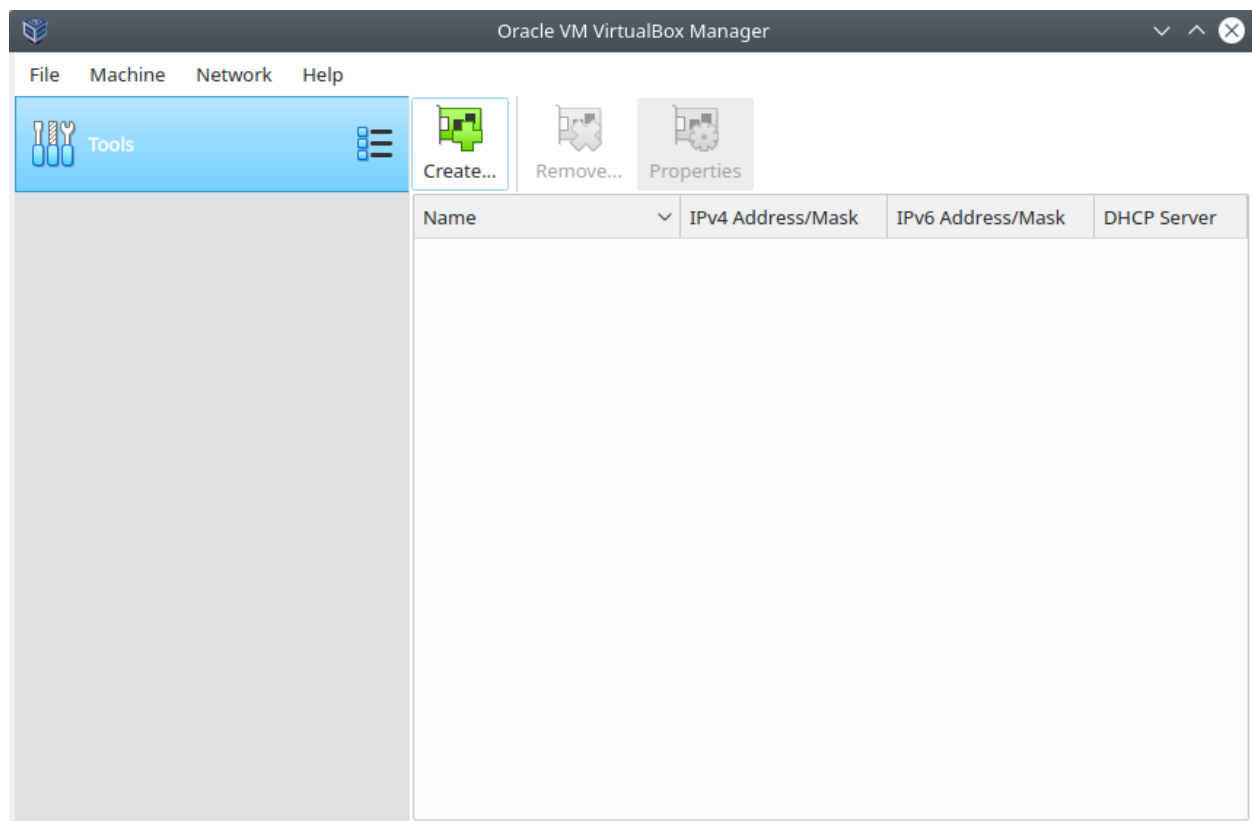 Oracle VM VirtualBox Manager
File Machine Network Help
Tools
Create... Remove... Properties
Name IPv4 Address/Mask IPv6 Address/Mask DHCP Server